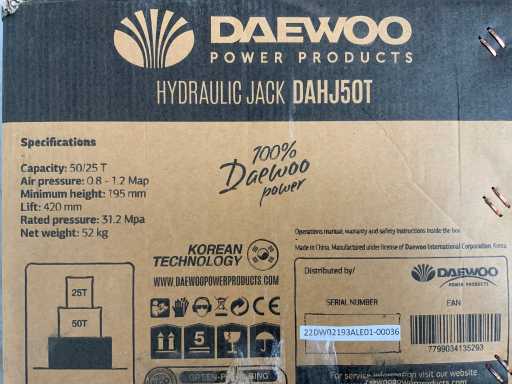 DAEWOO
POWER PRODUCTS
HYDRAULIC JACK DAHJ50T
Specifications
Capacity: 50/25 T
Air pressure: 0.8 - 1.2 Map
Minimum height: 195 mm
Lift: 420 mm
Rated pressure: 31.2 Mpa
Net weight: 52 kg
100%
Daewoo
power
Operations manual, warranty and safety instructions inside the box
Made in China. Manufactured under license of Daewoo International Corporation, Korea.
KOREAN
TECHNOLOGY
WWW.DAEWOOPOWERPRODUCTS.COM
25T
50T
5
Distributed by/
DAEWOO
POWER PRODUCTS
SERIAL NUMBER
EAN
22DW02193ALE01-00036
7799034135293
For service information visit our website